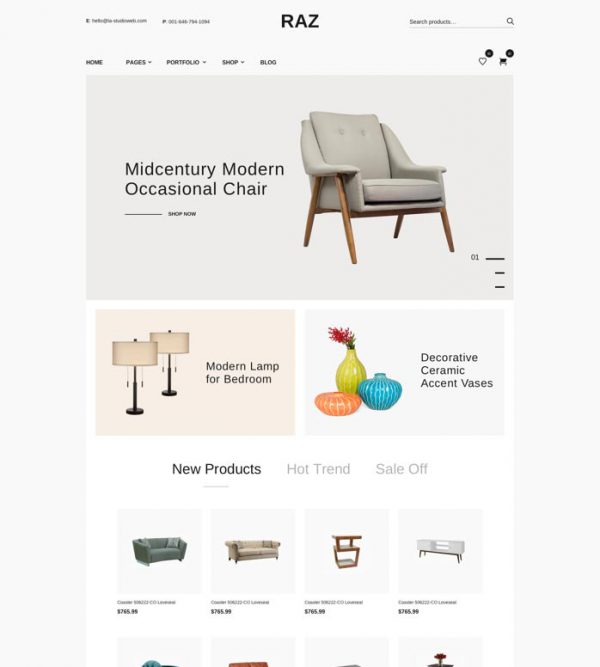 E: hello@la-studioweb.com
P: 001-646-794-1094
RAZ
Search products...
HOME
PAGES
PORTFOLIO
SHOP
BLOG
Midcentury Modern
Occasional Chair
SHOP NOW
01
Modern Lamp
for Bedroom
Decorative
Ceramic
Accent Vases
New Products
Hot Trend
Sale Off
Coaster 506222-CO Loveseat
Coaster 506222-CO Loveseat
Coaster 506222-CO Loveseat
Coaster 506222-CO Loveseat
$765.99
$765.99
$765.99
$765.99